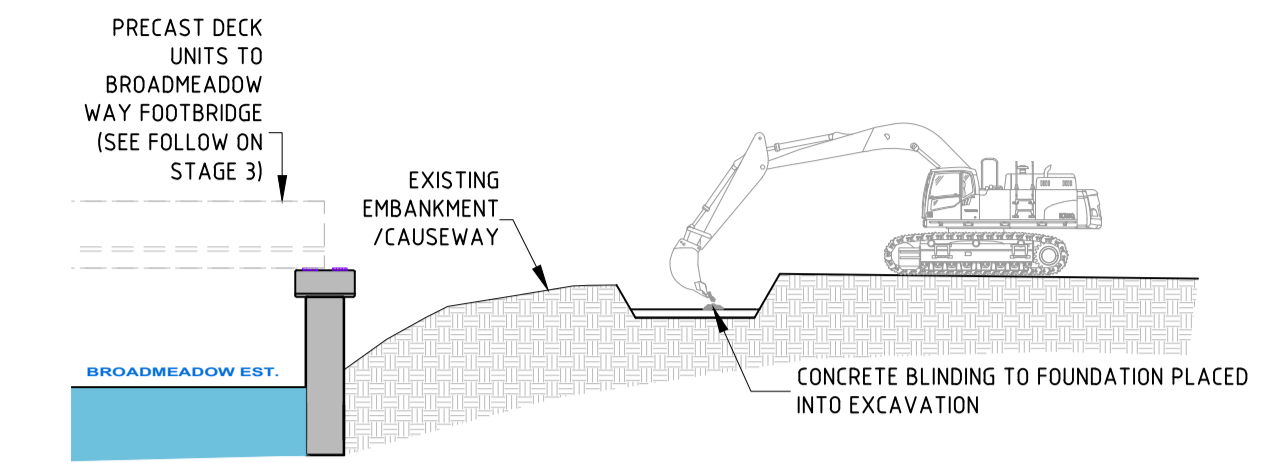 PRECAST DECK
UNITS TO
BROADMEADOW
WAY FOOTBRIDGE
(SEE FOLLOW ON
STAGE 3)
EXISTING
EMBANKMENT
/CAUSEWAY
BROADMEADOW EST.
CONCRETE BLINDING TO FOUNDATION PLACED
INTO EXCAVATION